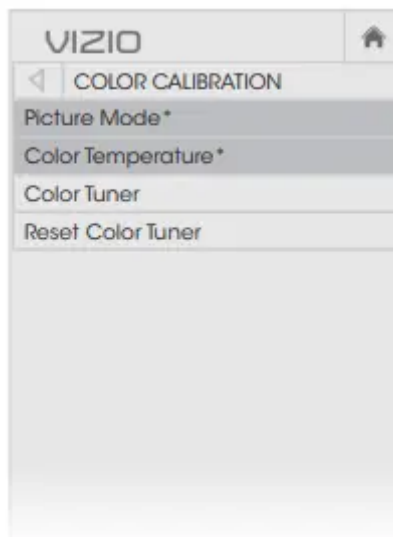 VIZIO
COLOR CALIBRATION
Picture Mode*
Color Temperature*
Color Tuner
Reset Color Tuner